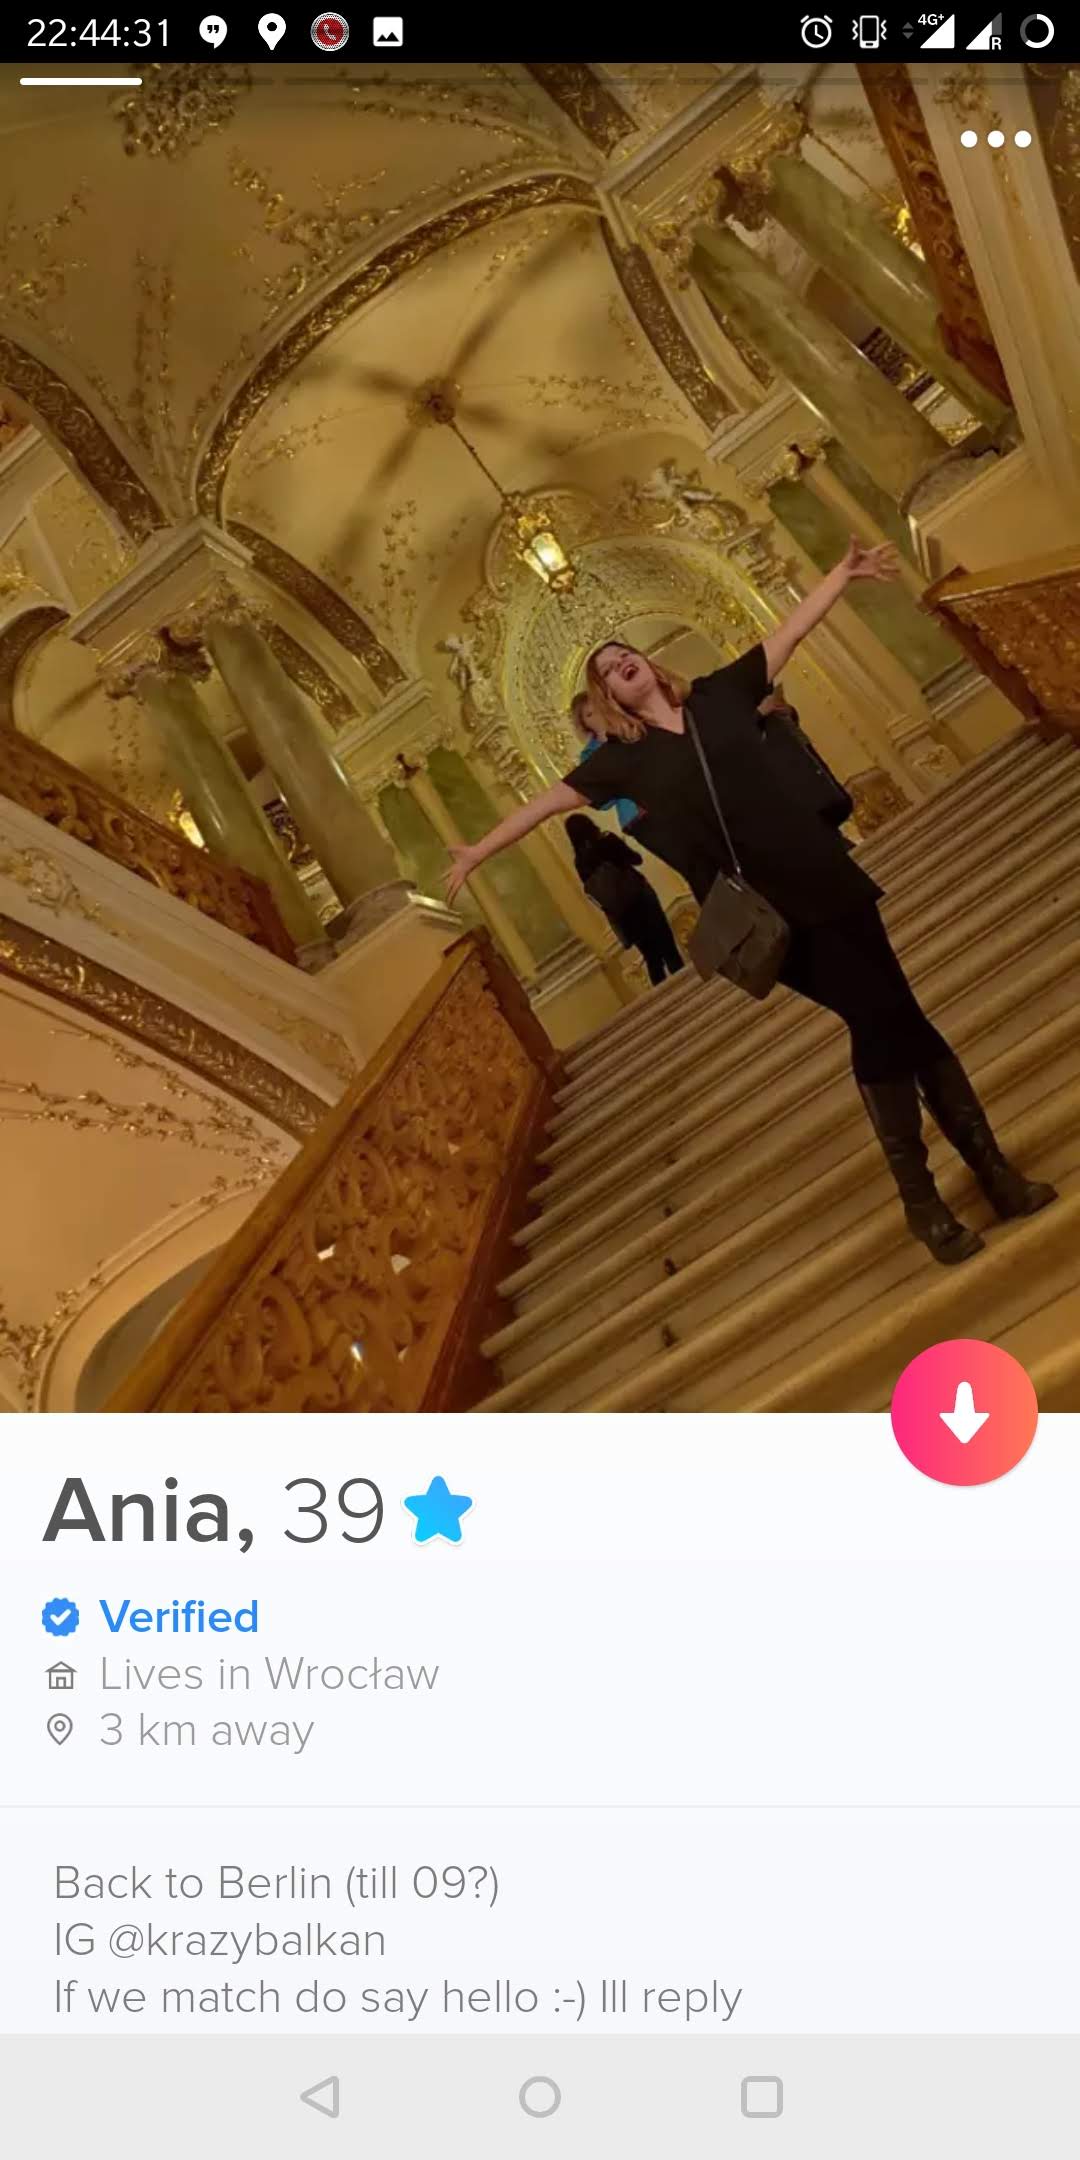 22:44:31
4G+
R
Ania, 39
Verified
Lives in Wrocław
3 km away
Back to Berlin (till 09?)
IG @krazybalkan
If we match do say hello :-) Ill reply